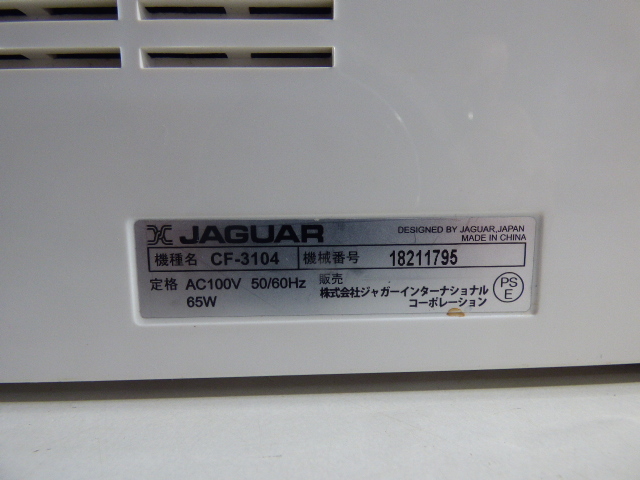 JAGUAR
DESIGNED BY JAGUAR,JAPAN
MADE IN CHINA
機種名 CF-3104 機械番号 18211795
定格 AC100V 50/60Hz
65W
販売
株式会社ジャガーインターナショナル
コーポレーション
PS
E